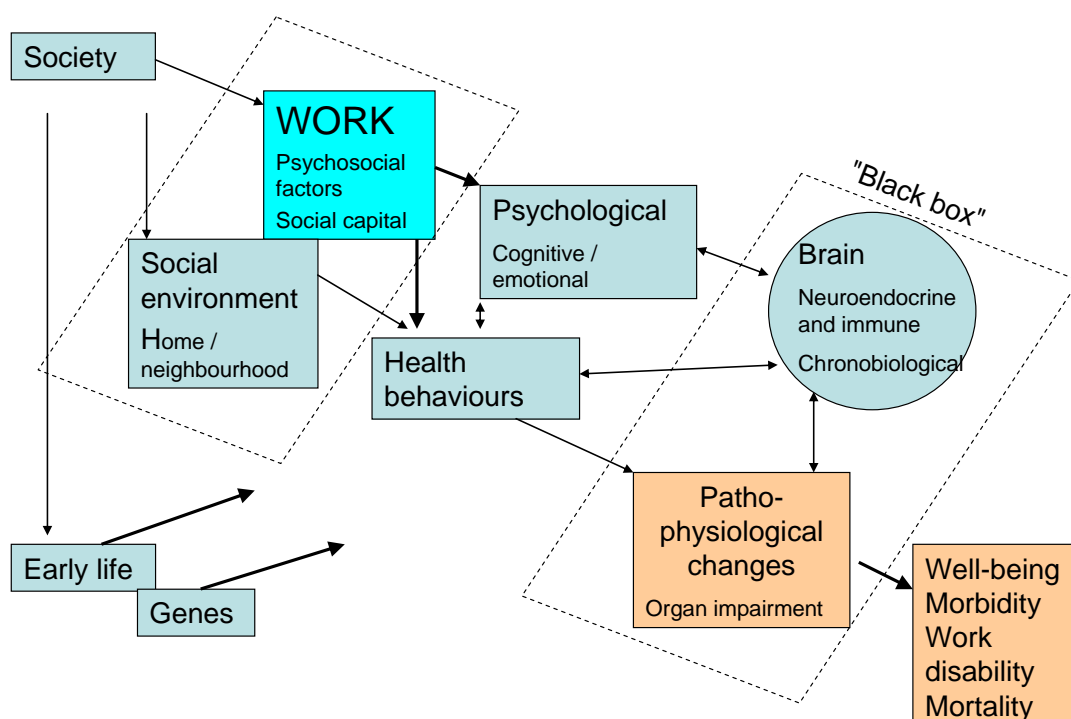 Society
WORK
Psychosocial
factors
Social capital
"Black box"
Psychological
Cognitive /
emotional
Social
environment
Home /
neighbourhood
Brain
Neuroendocrine
and immune
Chronobiological
Health
behaviours
Patho-
physiological
changes
Organ impairment
Early life
Genes
Well-being
Morbidity
Work
disability
Mortality